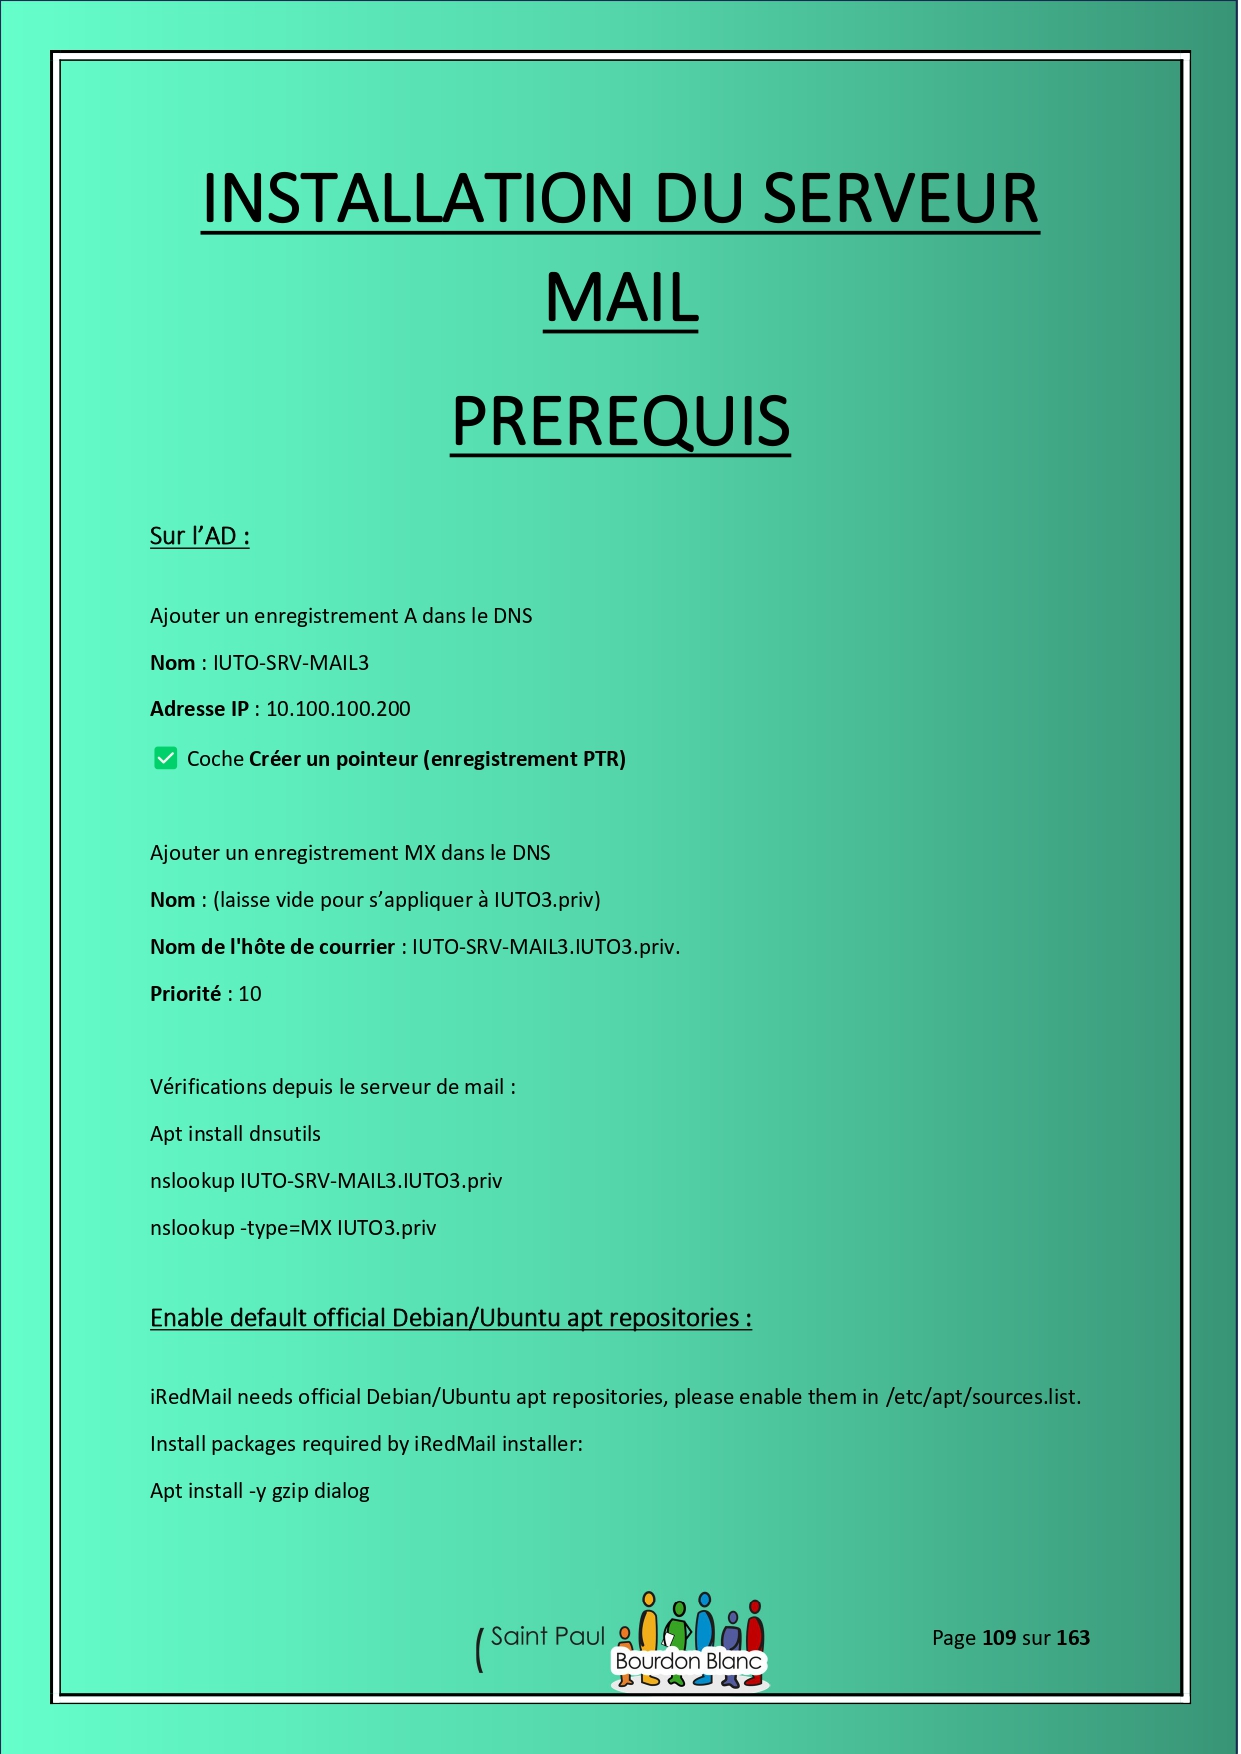 INSTALLATION DU SERVEUR
MAIL
PREREQUIS
Sur l’AD :
Ajouter un enregistrement A dans le DNS
Nom : IUTO-SRV-MAIL3
Adresse IP : 10.100.100.200
✅ Coche Créer un pointeur (enregistrement PTR)
Ajouter un enregistrement MX dans le DNS
Nom : (laisse vide pour s’appliquer à IUTO3.priv)
Nom de l'hôte de courrier : IUTO-SRV-MAIL3.IUTO3.priv.
Priorité : 10
Vérifications depuis le serveur de mail :
Apt install dnsutils
nslookup IUTO-SRV-MAIL3.IUTO3.priv
nslookup -type=MX IUTO3.priv
Enable default official Debian/Ubuntu apt repositories :
iRedMail needs official Debian/Ubuntu apt repositories, please enable them in /etc/apt/sources.list.
Install packages required by iRedMail installer:
Apt install -y gzip dialog
Saint Paul
Bourdon Blanc
Page 109 sur 163